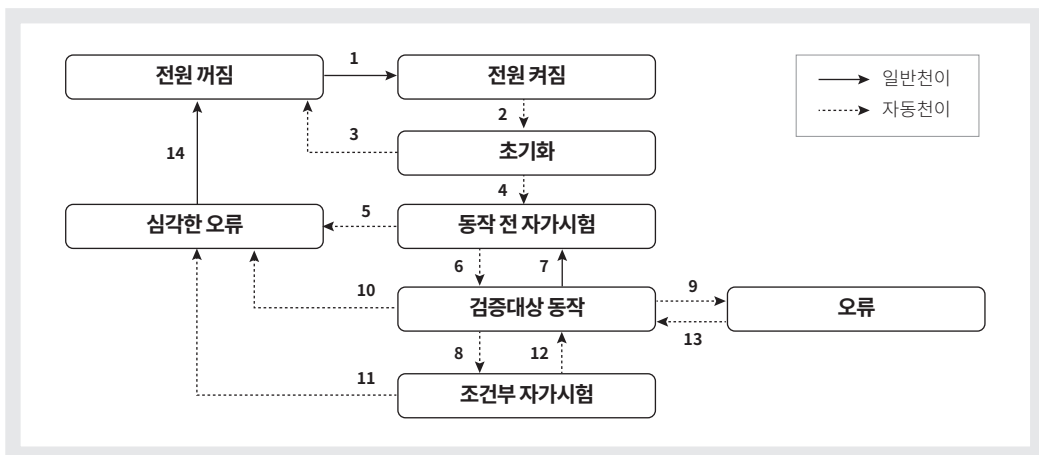 전원 꺼짐
1
전원 켜짐
일반천이
자동천이
2
3
초기화
14
4
심각한 오류
5
동작 전 자가시험
6
7
10
검증대상 동작
9
오류
13
8
12
11
조건부 자가시험